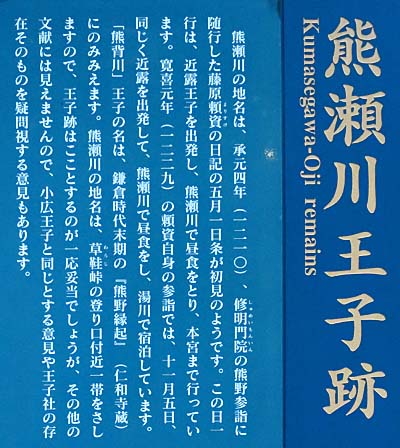 熊瀬川王子跡
Kumasegawa-Oji remains
熊瀬川の地名は、承元四年(一二一〇)、修明門院の熊野参詣に
随行した藤原頼資の日記の五月一日条が初見のようです。この日一
行は、近露王子を出発し、熊瀬川で昼食をとり、本宮まで行ってい
ます。寛喜元年(一二二九)の頼資自身の参詣では、十一月五日、
同じく近露を出発して、熊瀬川で昼食をし、湯川で宿泊しています。
「熊背川」王子の名は、鎌倉時代末期の『熊野縁起』(仁和寺蔵)
にのみみえます。熊瀬川の地名は、草鞋峠の登り口付近一帯をさし
ますので、王子跡はこことするのが一応妥当でしょうが、その他の
文献には見えませんので、小広王子と同じとする意見や王子社の存
在そのものを疑問視する意見もあります。